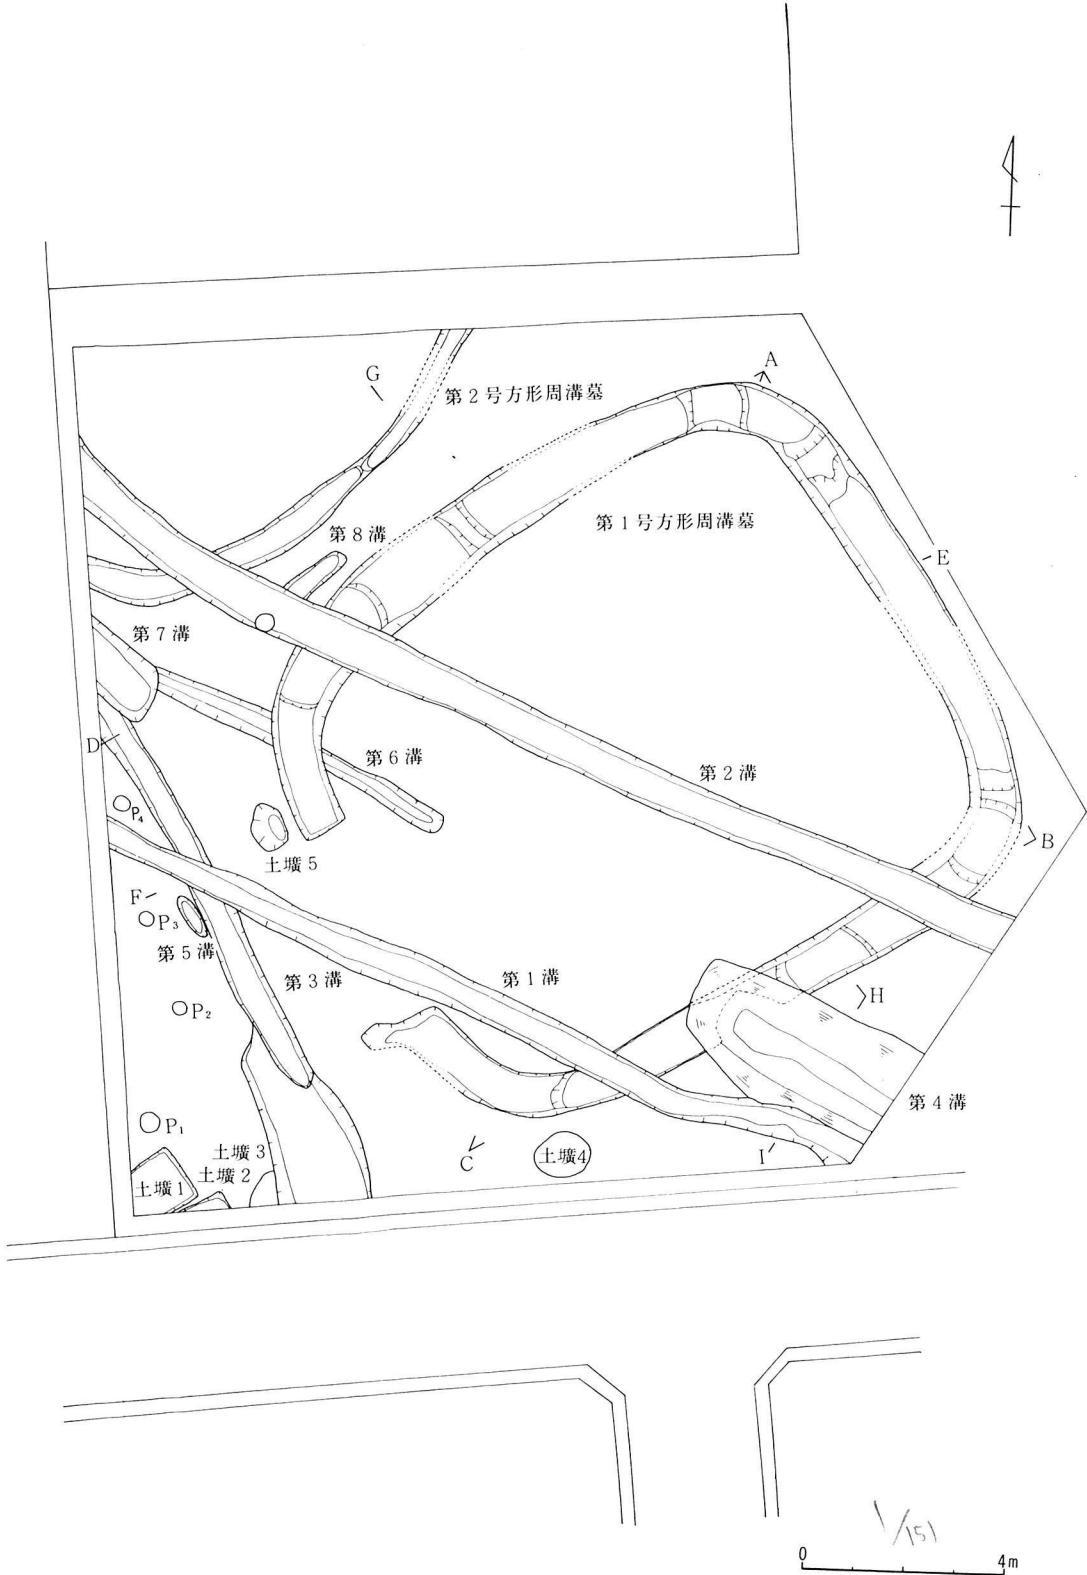 A
G
第2号方形周溝墓
第1号方形周溝墓
第8溝
E
第7溝
D
第6溝
第2溝
P4
B
土壙5
F
P3
第5溝
第3溝
第1溝
H
P2
第4溝
P1
土壙3
C
土壙4
I
土壙2
土壙1
1/151
0 4m